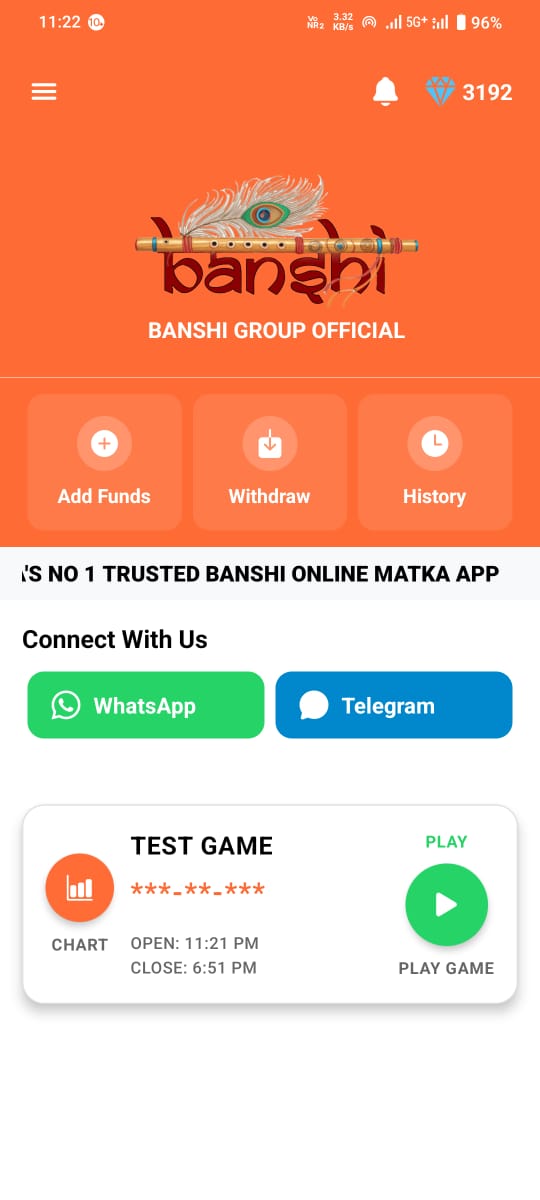 11:22 10+ Vo NR2 3.32 KB/s 5G+ 96%
3192
banshi
BANSHI GROUP OFFICIAL
Add Funds Withdraw History
'S NO 1 TRUSTED BANSHI ONLINE MATKA APP
Connect With Us
WhatsApp Telegram
TEST GAME
PLAY
***-**-***
CHART
OPEN: 11:21 PM
CLOSE: 6:51 PM
PLAY GAME